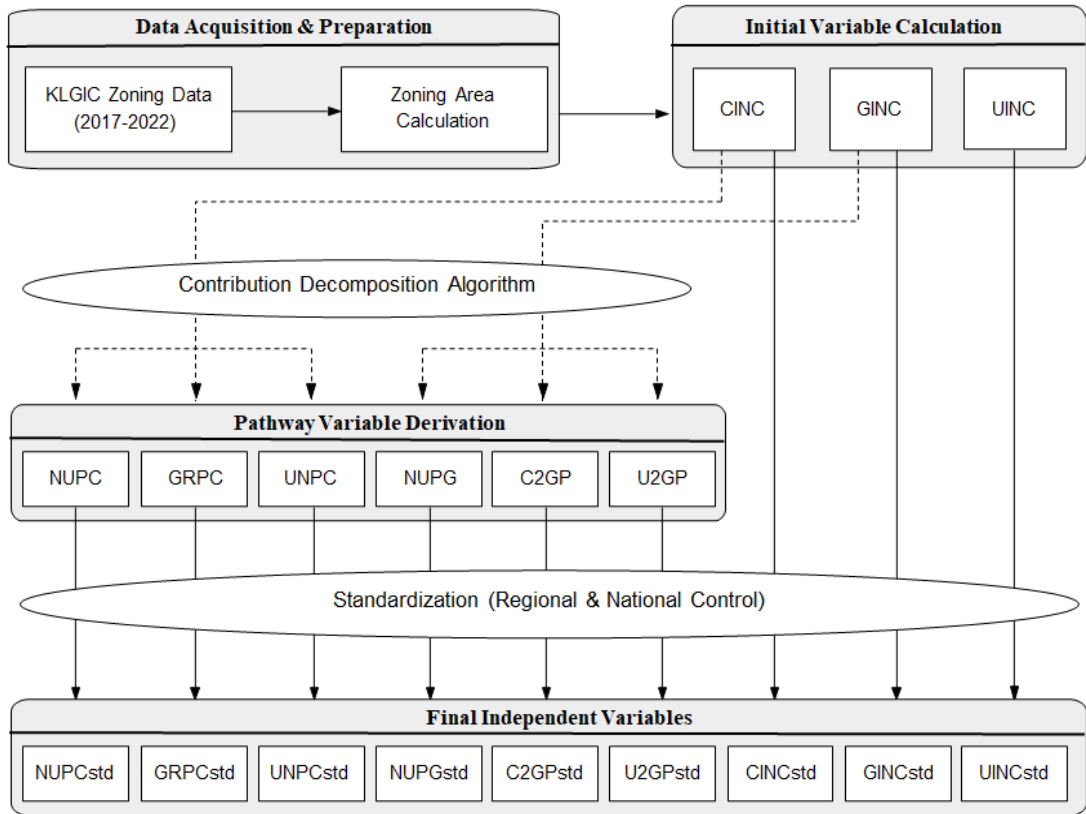 Data Acquisition & Preparation
Initial Variable Calculation
KLGIC Zoning Data
(2017-2022)
Zoning Area
Calculation
CINC
GINC
UINC
Contribution Decomposition Algorithm
Pathway Variable Derivation
NUPC
GRPC
UNPC
NUPG
C2GP
U2GP
Standardization (Regional & National Control)
Final Independent Variables
NUPCstd
GRPCstd
UNPCstd
NUPGstd
C2GPstd
U2GPstd
CINCstd
GINCstd
UINCstd